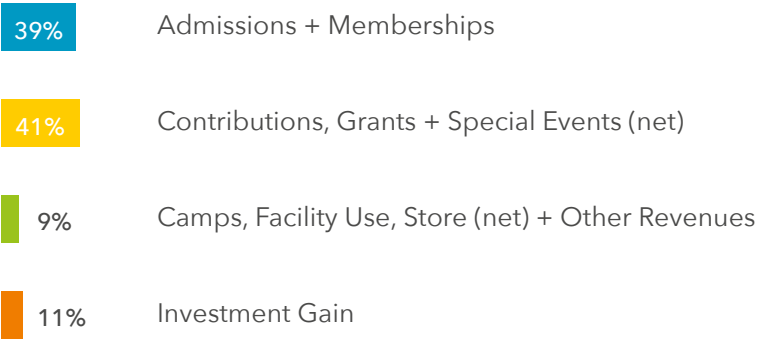 39% Admissions + Memberships
41% Contributions, Grants + Special Events (net)
9% Camps, Facility Use, Store (net) + Other Revenues
11% Investment Gain